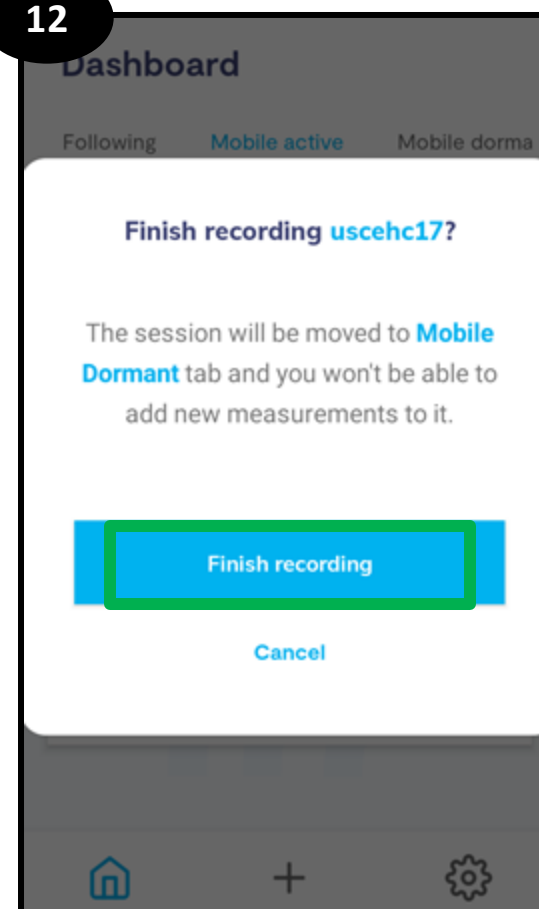 12
Dashboard
Following Mobile active Mobile dorma
Finish recording uscehc17?
The session will be moved to Mobile
Dormant tab and you won't be able to
add new measurements to it.
Finish recording
Cancel